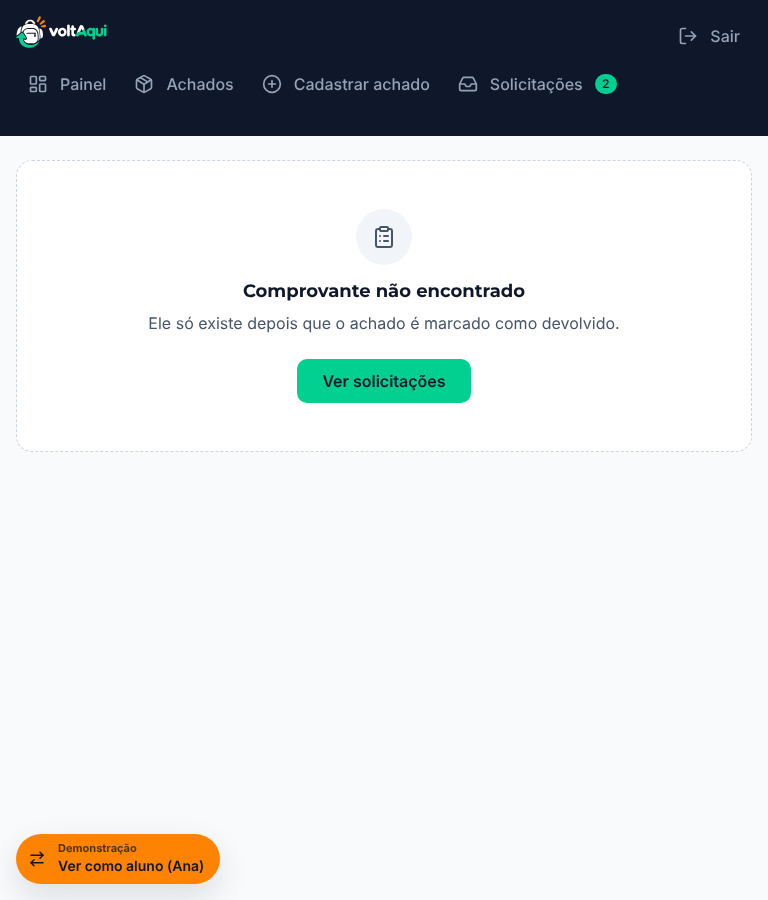 voltAqui
Sair
Painel
Achados
Cadastrar achado
Solicitações
2
Comprovante não encontrado
Ele só existe depois que o achado é marcado como devolvido.
Ver solicitações
Demonstração
Ver como aluno (Ana)